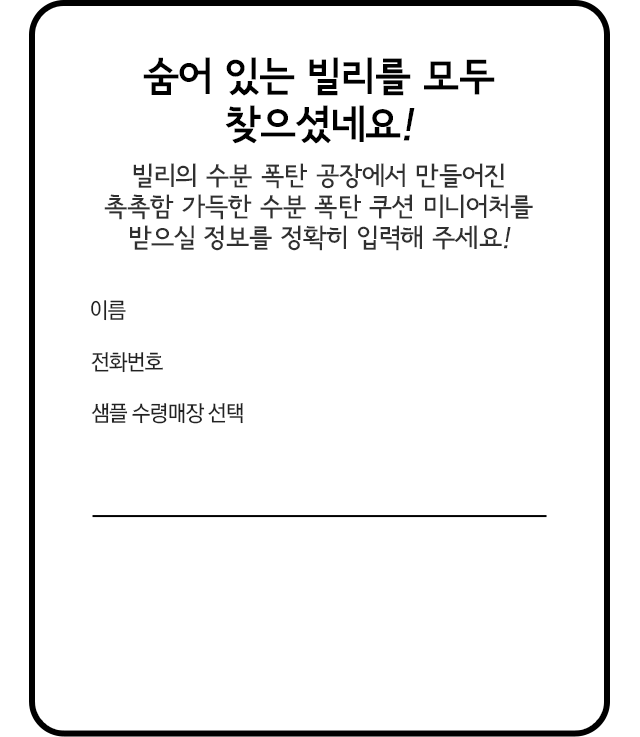 숨어 있는 빌리를 모두
찾으셨네요!
빌리의 수분 폭탄 공장에서 만들어진
촉촉함 가득한 수분 폭탄 쿠션 미니어처를
받으실 정보를 정확히 입력해 주세요!
이름
전화번호
샘플 수령매장 선택